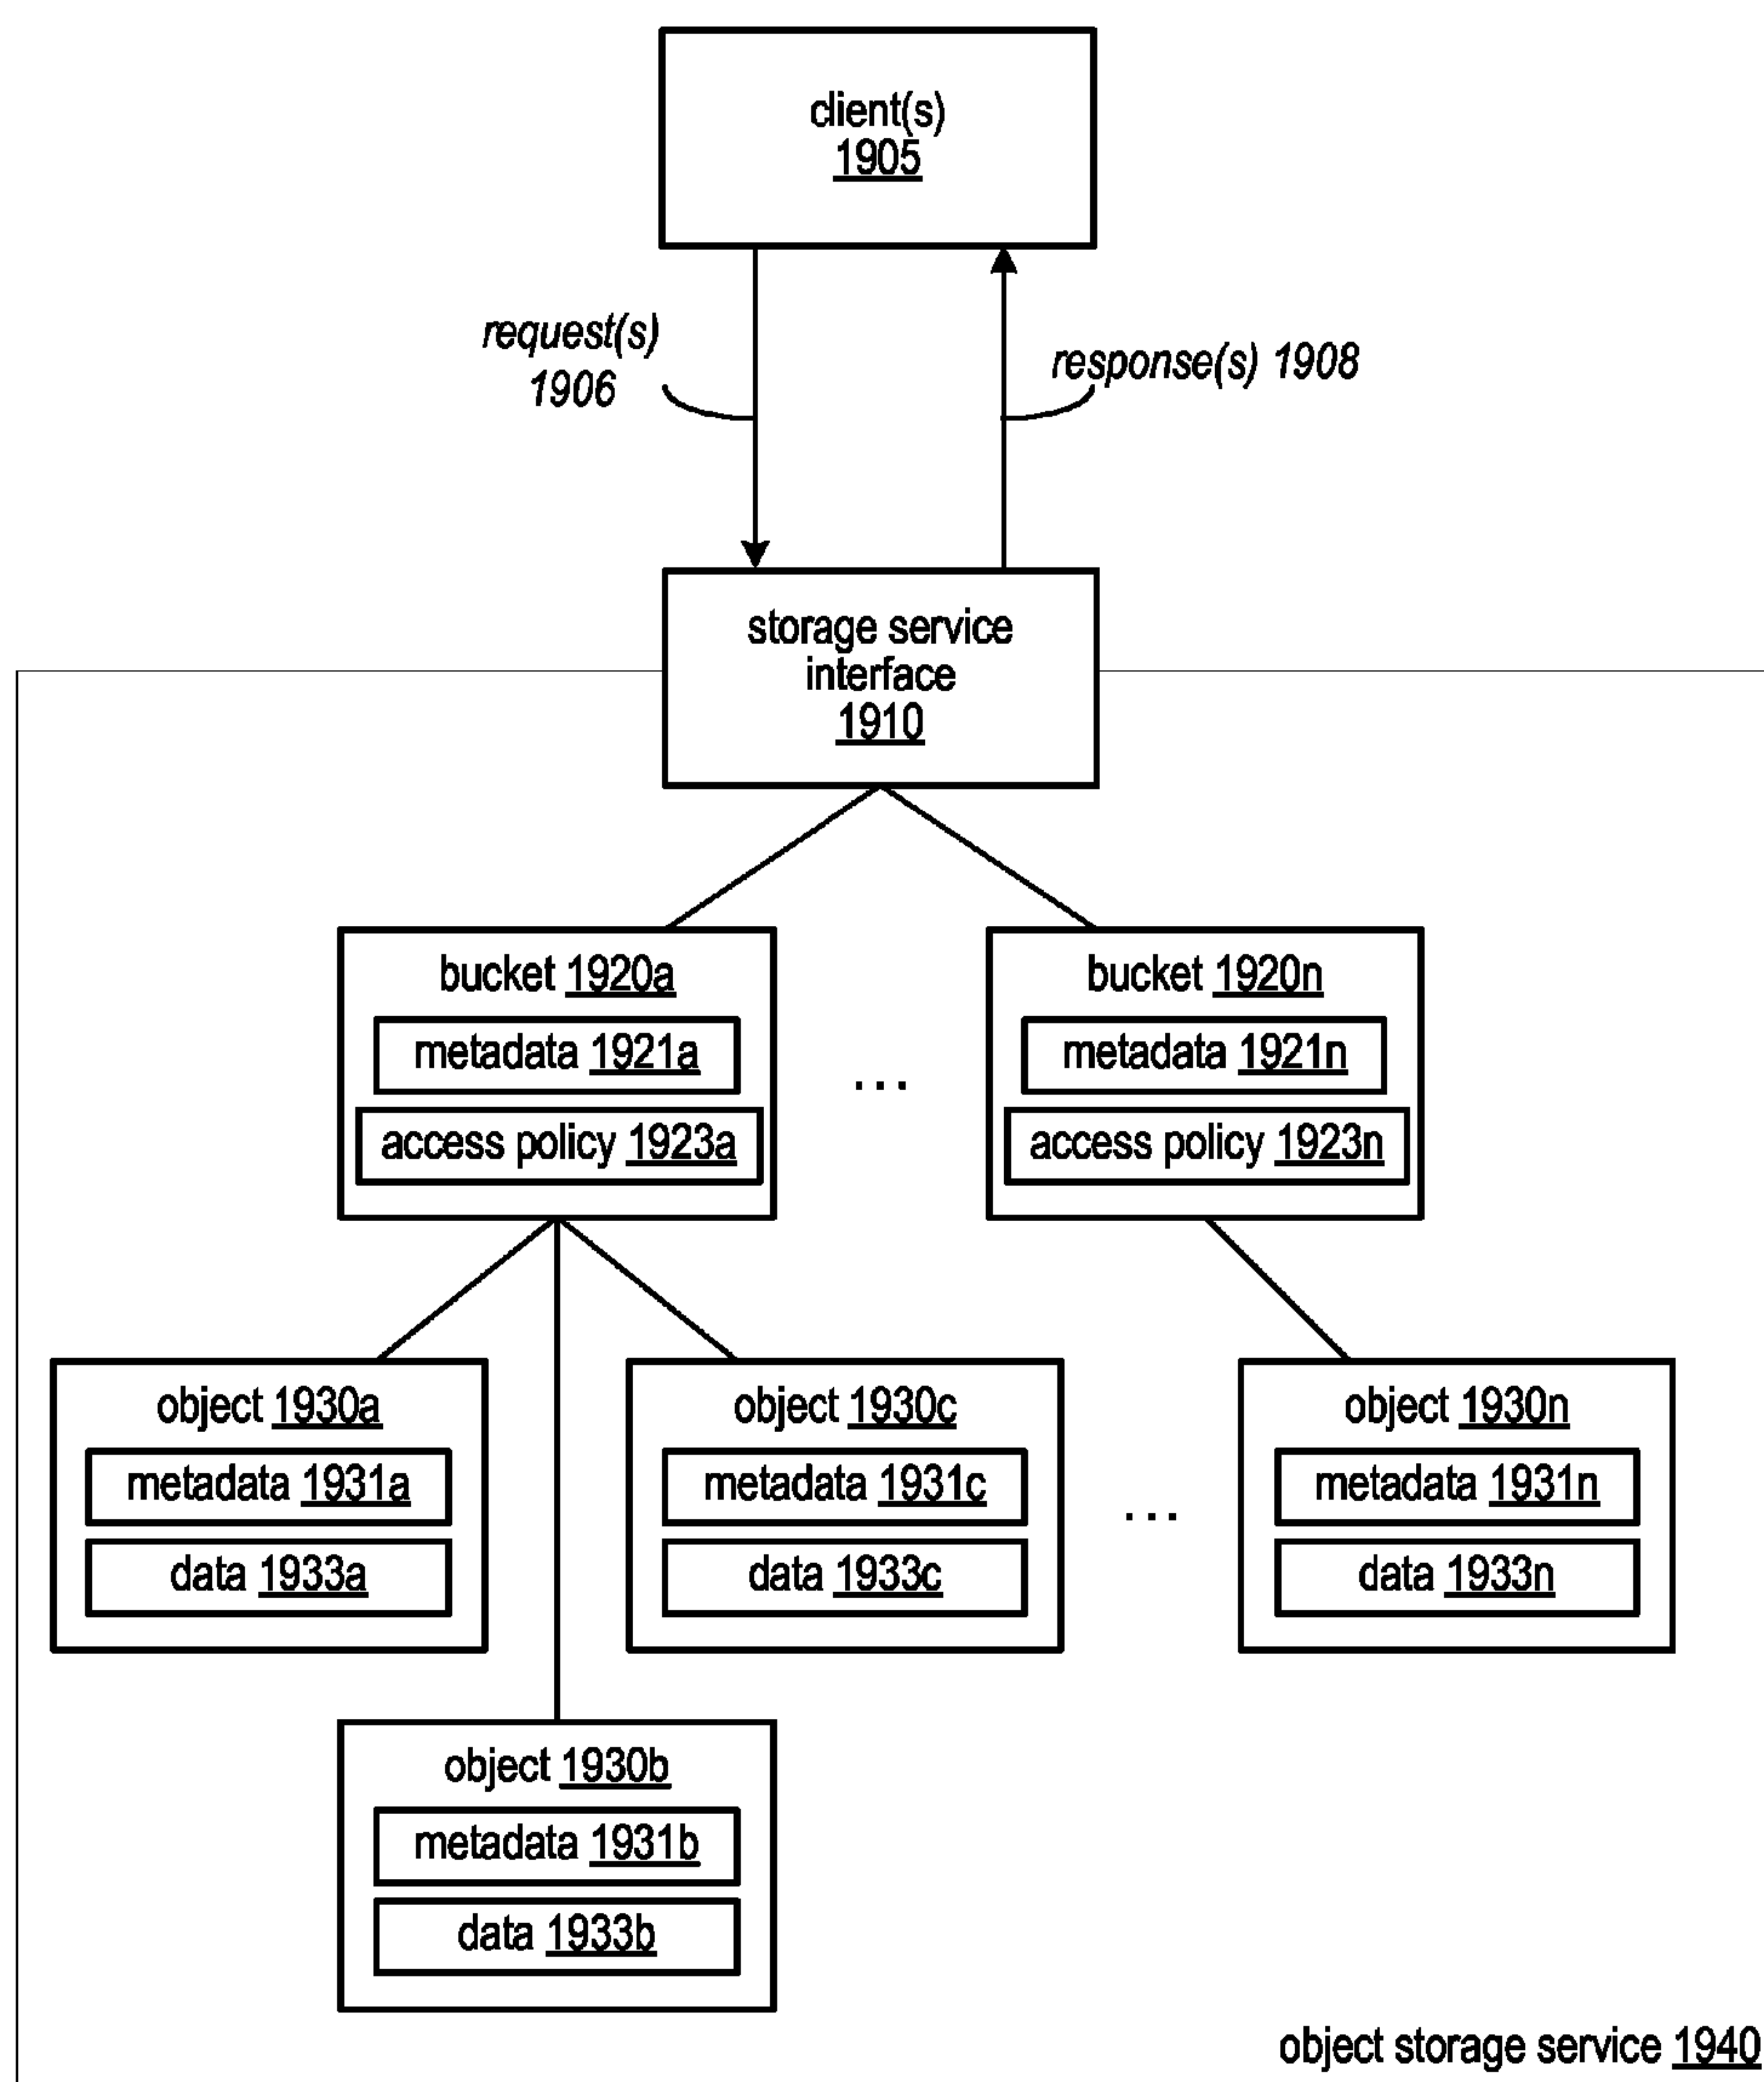 client(s)
1905
request(s)
1906
response(s) 1908
storage service
interface
1910
bucket 1920a
metadata 1921a
access policy 1923a
...
bucket 1920n
metadata 1921n
access policy 1923n
object 1930a
metadata 1931a
data 1933a
object 1930c
metadata 1931c
data 1933c
...
object 1930n
metadata 1931n
data 1933n
object 1930b
metadata 1931b
data 1933b
object storage service 1940